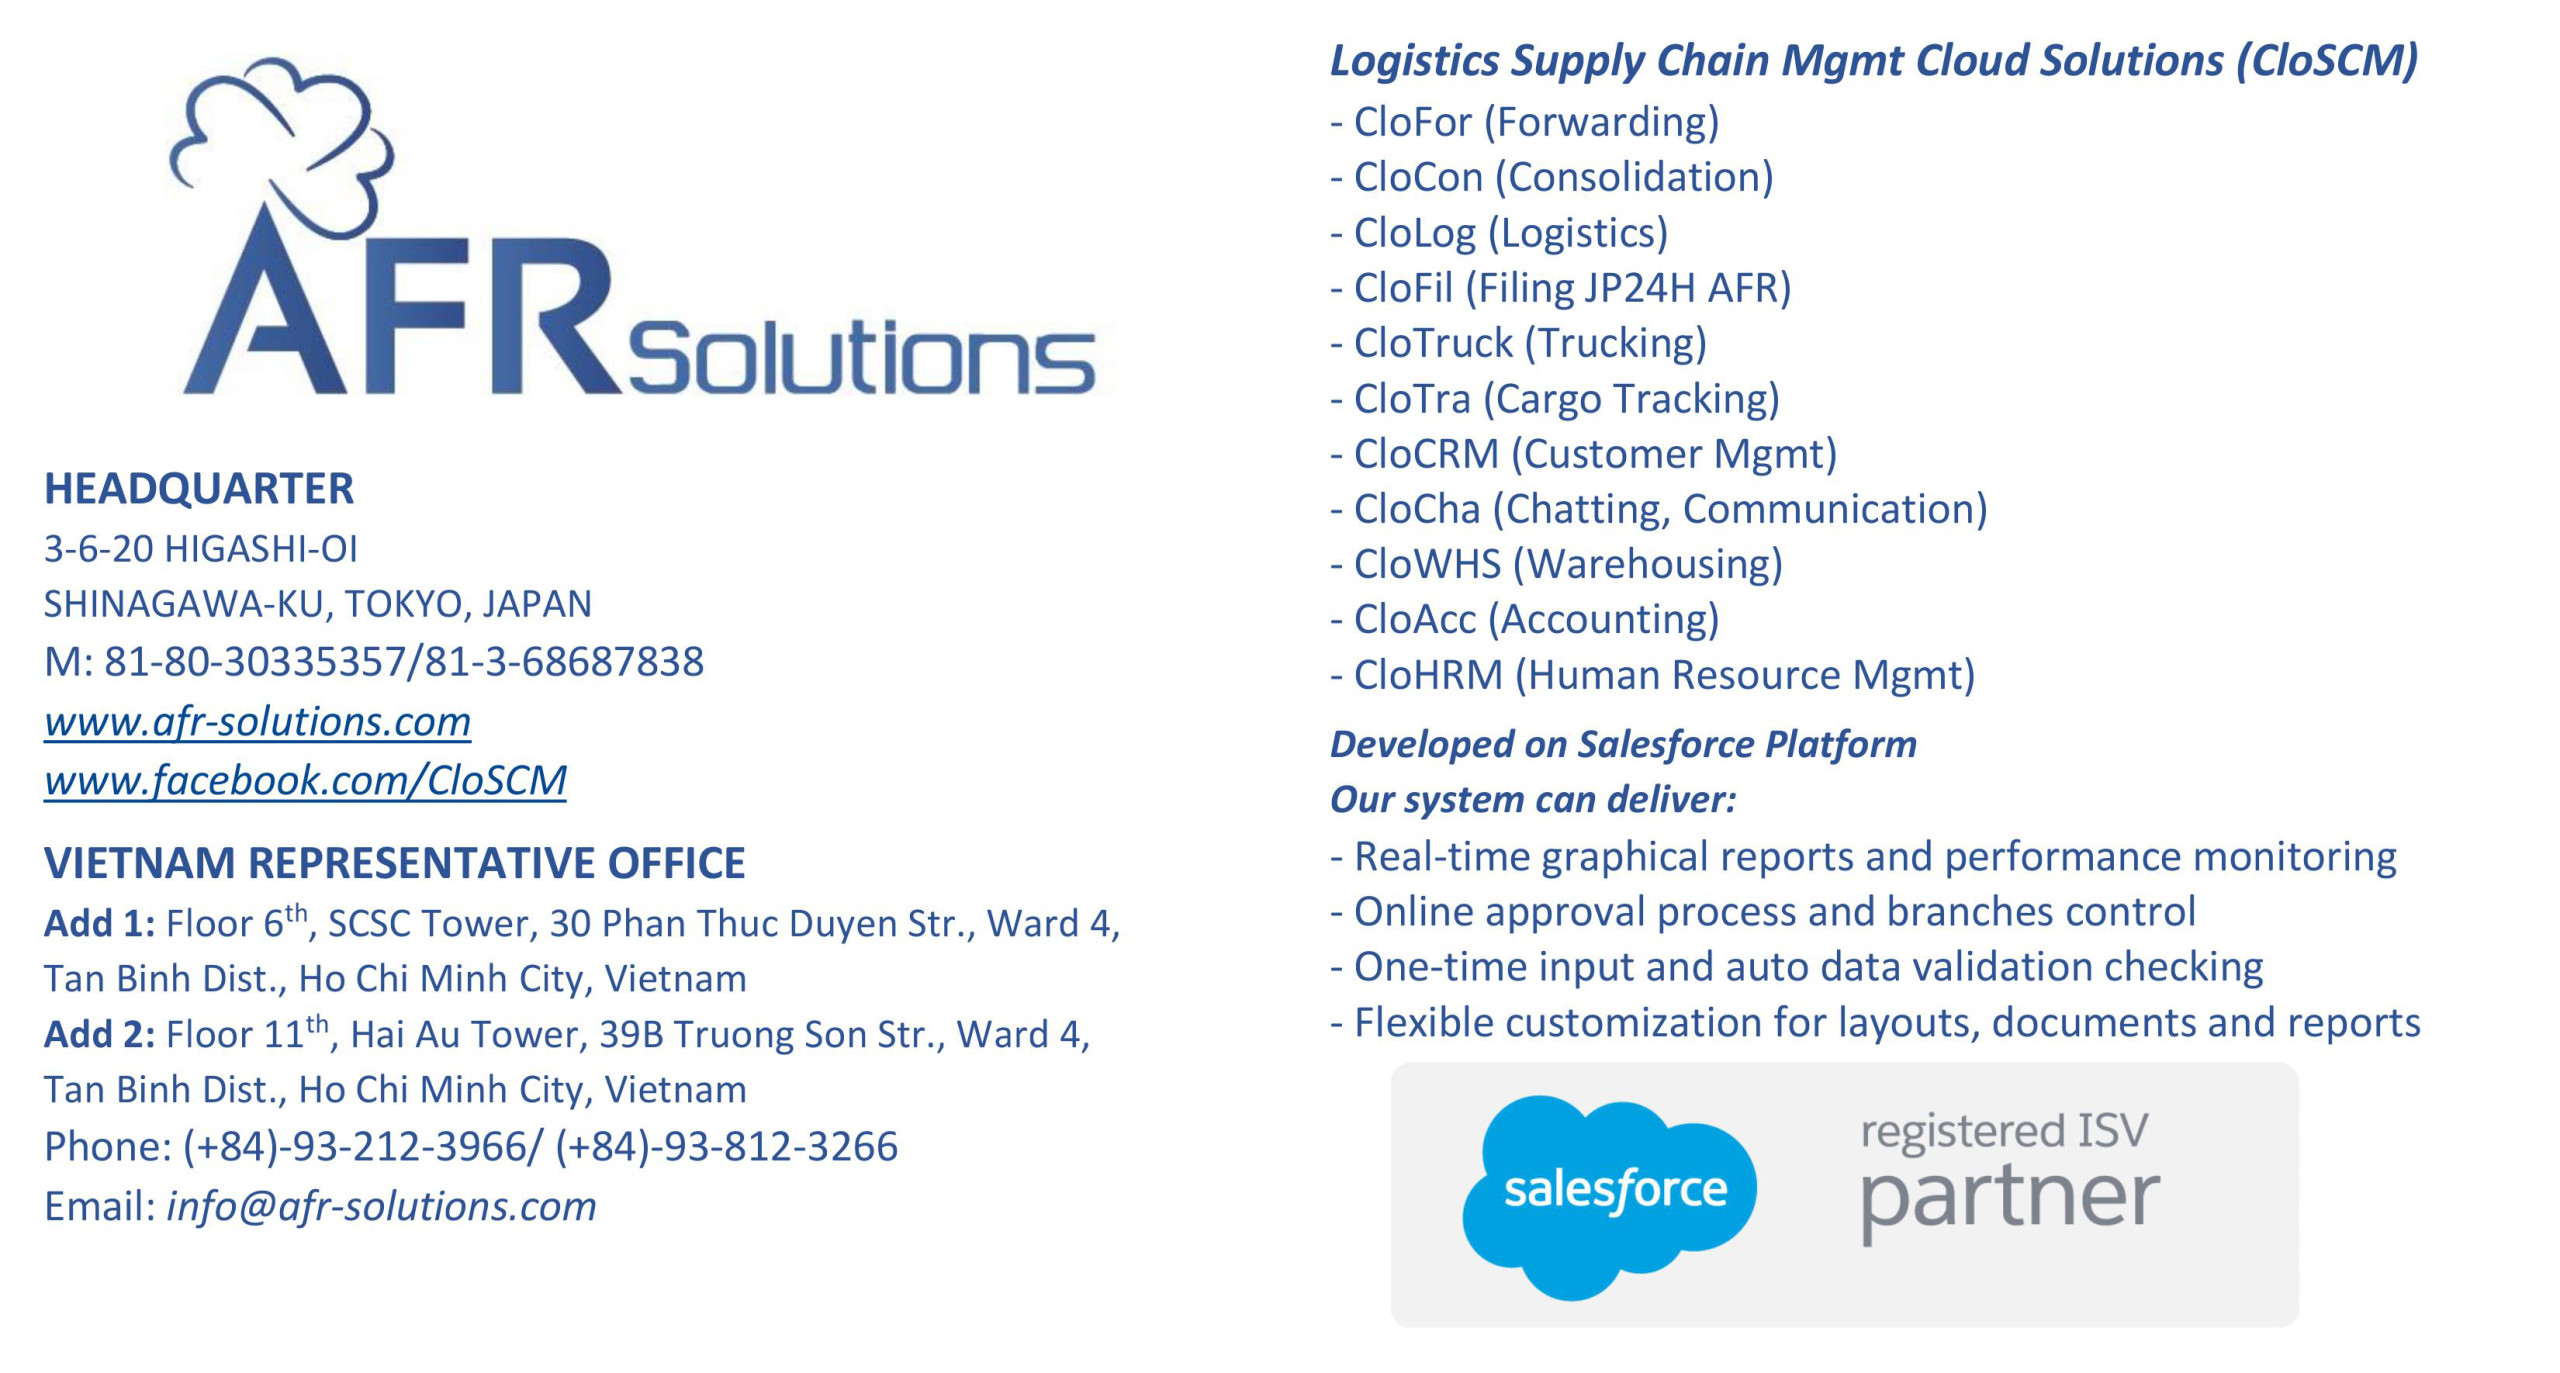 AFR Solutions
HEADQUARTER
3-6-20 HIGASHI-OI
SHINAGAWA-KU, TOKYO, JAPAN
M: 81-80-30335357/81-3-68687838
www.afr-solutions.com
www.facebook.com/CloSCM
VIETNAM REPRESENTATIVE OFFICE
Add 1: Floor 6th, SCSC Tower, 30 Phan Thuc Duyen Str., Ward 4,
Tan Binh Dist., Ho Chi Minh City, Vietnam
Add 2: Floor 11th, Hai Au Tower, 39B Truong Son Str., Ward 4,
Tan Binh Dist., Ho Chi Minh City, Vietnam
Phone: (+84)-93-212-3966/ (+84)-93-812-3266
Email: info@afr-solutions.com
Logistics Supply Chain Mgmt Cloud Solutions (CloSCM)
- CloFor (Forwarding)
- CloCon (Consolidation)
- CloLog (Logistics)
- CloFil (Filing JP24H AFR)
- CloTruck (Trucking)
- CloTra (Cargo Tracking)
- CloCRM (Customer Mgmt)
- CloCha (Chatting, Communication)
- CloWHS (Warehousing)
- CloAcc (Accounting)
- CloHRM (Human Resource Mgmt)
Developed on Salesforce Platform
Our system can deliver:
- Real-time graphical reports and performance monitoring
- Online approval process and branches control
- One-time input and auto data validation checking
- Flexible customization for layouts, documents and reports
salesforce
registered ISV
partner